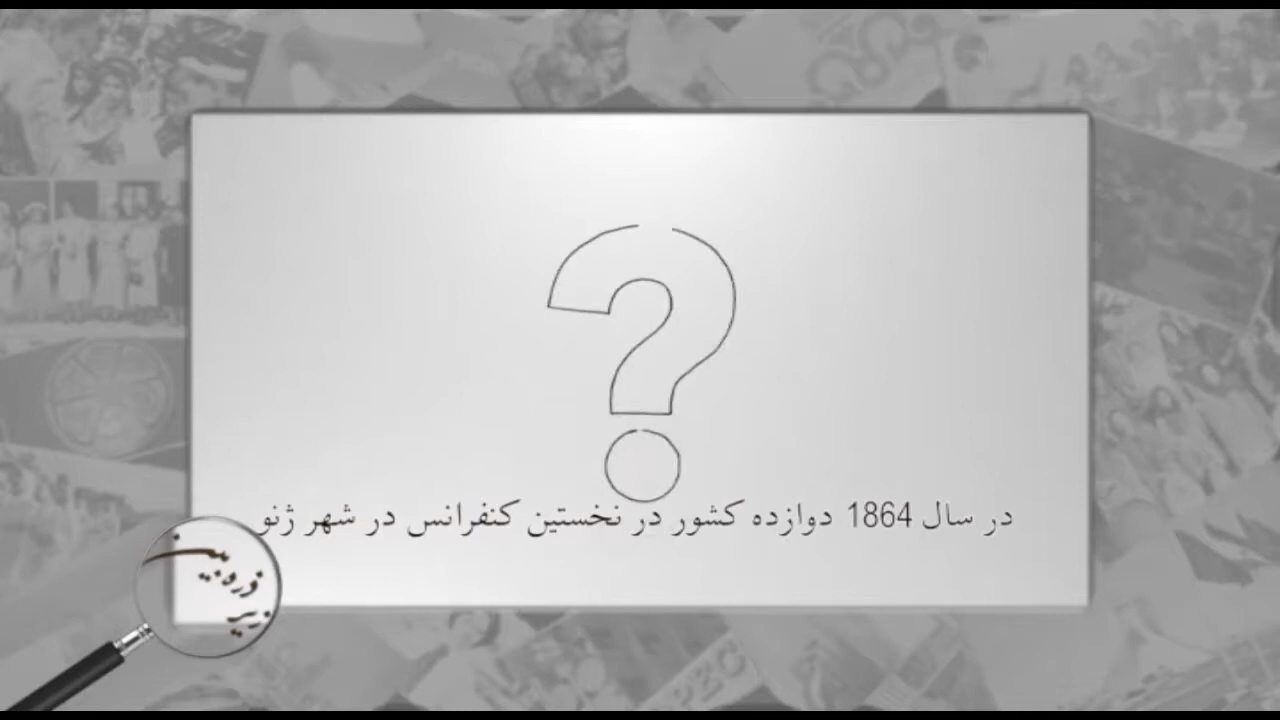 در سال 1864 دوازده کشور در نخستین کنفرانس در شهر ژنو
زیر
ذره بین